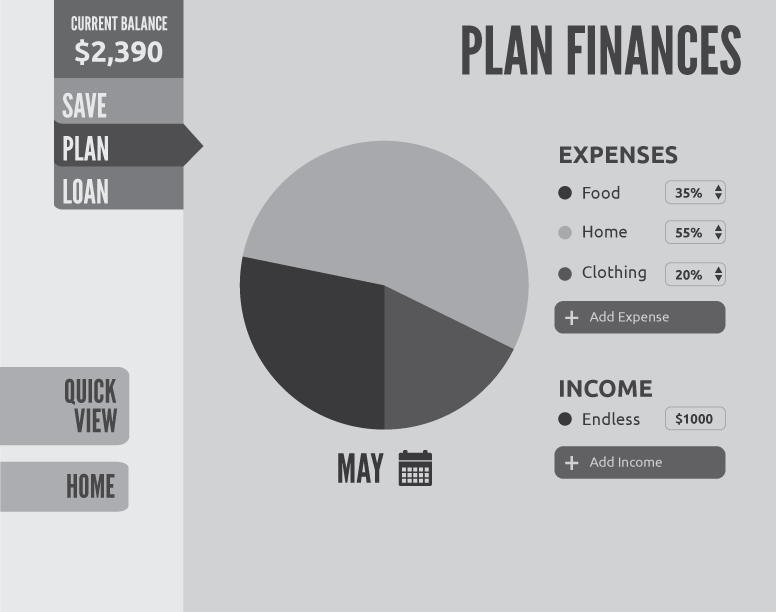 CURRENT BALANCE
$2,390
SAVE
PLAN
LOAN
QUICK
VIEW
HOME
PLAN FINANCES
EXPENSES
Food 35%
Home 55%
Clothing 20%
+ Add Expense
INCOME
Endless $1000
+ Add Income
MAY